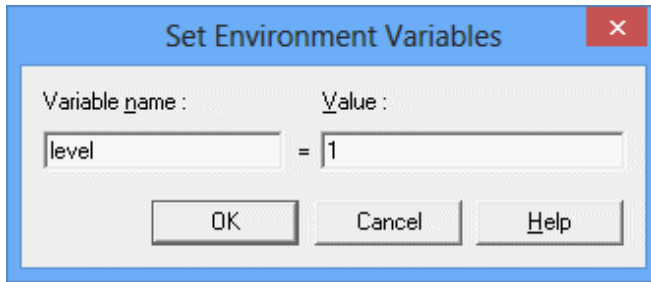 Set Environment Variables
Variable name : Value :
level = 1
OK Cancel Help